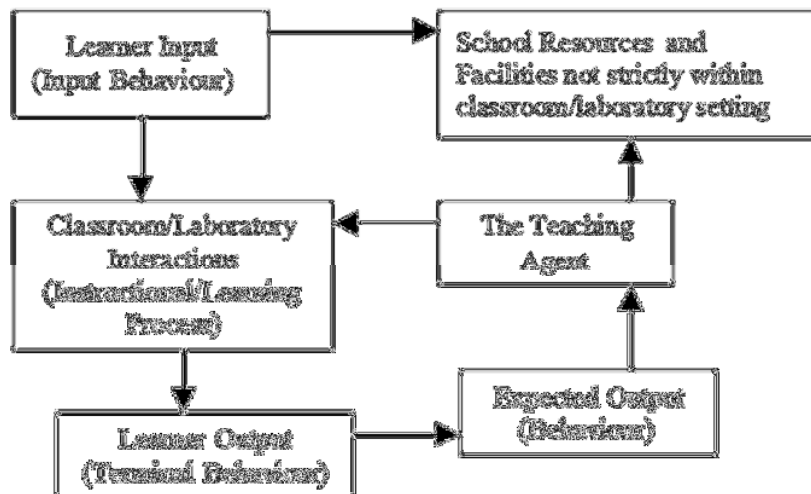 Learner Input
(Input Behaviour)
School Resources and
Facilities not strictly within
classroom/laboratory setting
Classroom/Laboratory
Interactions
(Instructional/Learning
Process)
The Teaching
Agent
Learner Output
(Terminal Behaviour)
Expected Output
(Behaviour)